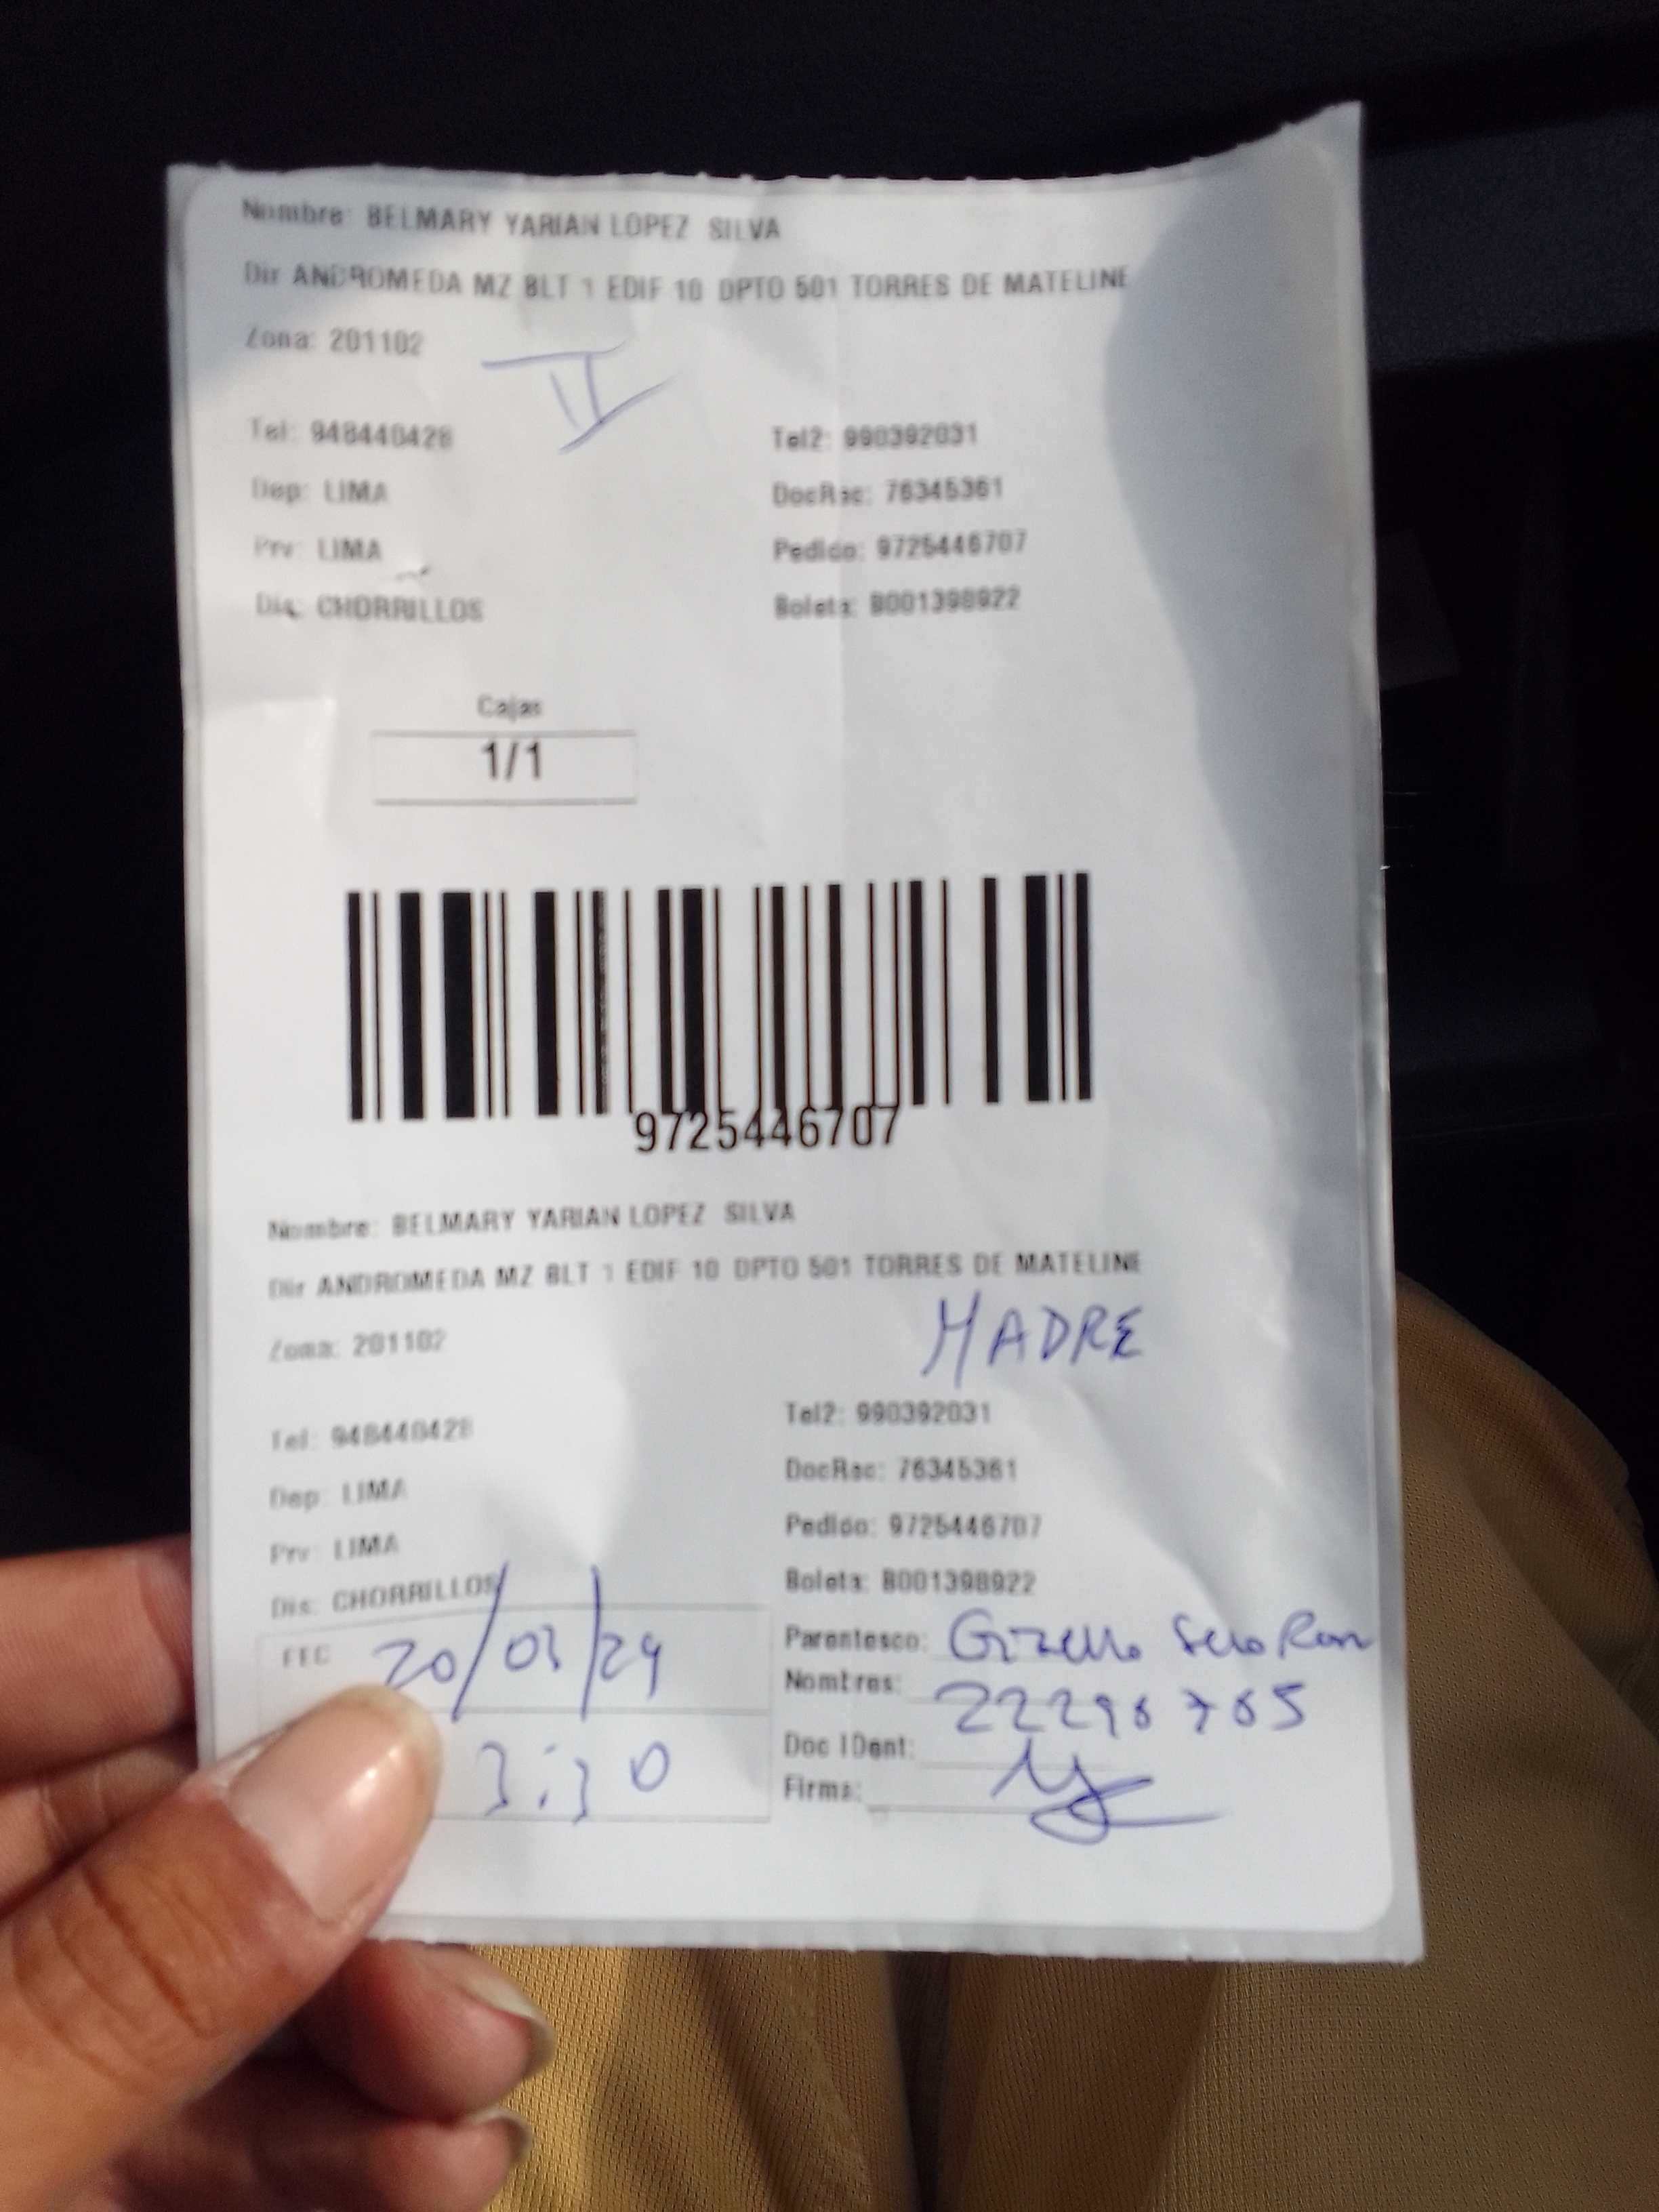 Nombre: BELMARY YARIAN LOPEZ SILVA
Dir ANDROMEDA MZ BLT 1 EDIF 10 DPTO 501 TORRES DE MATELINE
Zona: 201102
II
Tel: 948440428 Tel2: 990392031
Dep: LIMA DocRac: 76345361
Prv: LIMA Pedido: 9725446707
Dis: CHORRILLOS Boleta: B001398922
Cajas
1/1
9725446707
Nombre: BELMARY YARIAN LOPEZ SILVA
Dir ANDROMEDA MZ BLT 1 EDIF 10 DPTO 501 TORRES DE MATELINE
MADRE
Zona: 201102
Tel: 948440428 Tel2: 990392031
Dep: LIMA DocRac: 76345361
Prv: LIMA Pedido: 9725446707
Dis: CHORRILLOS Boleta: B001398922
FEC 20/03/24 Parentesco:
Nombres:
3:30 Doc IDent:
Firma: